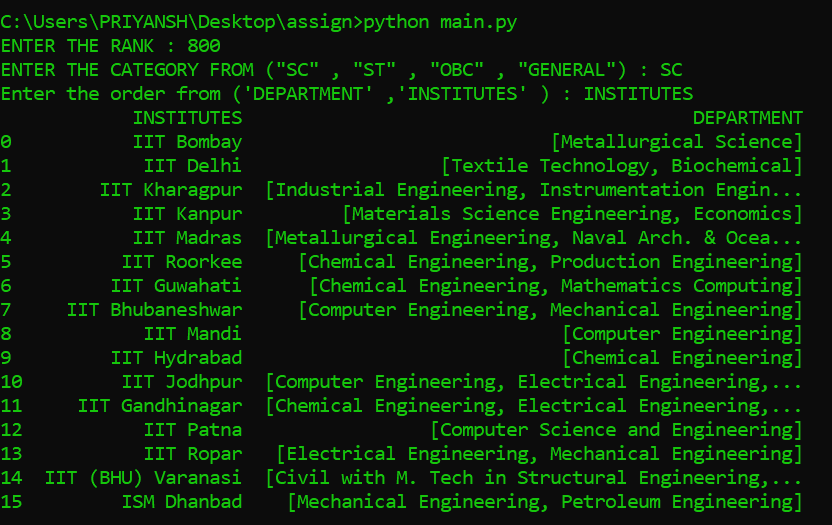 C:\Users\PRIYANSH\Desktop\assign>python main.py
ENTER THE RANK : 800
ENTER THE CATEGORY FROM ("SC" , "ST" , "OBC" , "GENERAL") : SC
Enter the order from ('DEPARTMENT' ,'INSTITUTES' ) : INSTITUTES
INSTITUTES DEPARTMENT
0 IIT Bombay [Metallurgical Science]
1 IIT Delhi [Textile Technology, Biochemical]
2 IIT Kharagpur [Industrial Engineering, Instrumentation Engin...
3 IIT Kanpur [Materials Science Engineering, Economics]
4 IIT Madras [Metallurgical Engineering, Naval Arch. & Ocea...
5 IIT Roorkee [Chemical Engineering, Production Engineering]
6 IIT Guwahati [Chemical Engineering, Mathematics Computing]
7 IIT Bhubaneshwar [Computer Engineering, Mechanical Engineering]
8 IIT Mandi [Computer Engineering]
9 IIT Hydrabad [Chemical Engineering]
10 IIT Jodhpur [Computer Engineering, Electrical Engineering,...
11 IIT Gandhinagar [Chemical Engineering, Electrical Engineering,...
12 IIT Patna [Computer Science and Engineering]
13 IIT Ropar [Electrical Engineering, Mechanical Engineering]
14 IIT (BHU) Varanasi [Civil with M. Tech in Structural Engineering,...
15 ISM Dhanbad [Mechanical Engineering, Petroleum Engineering]